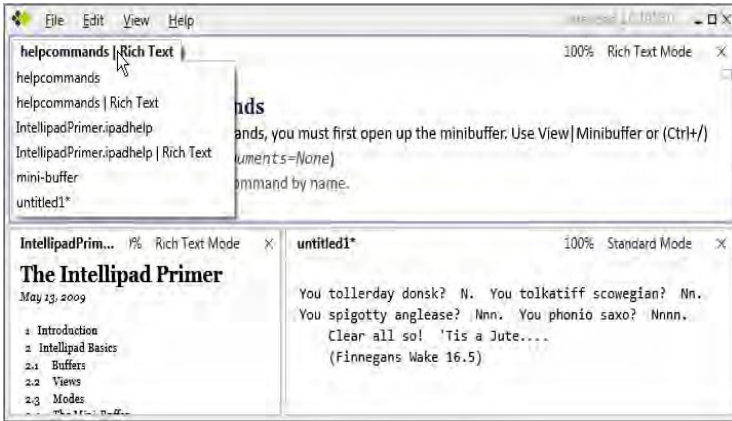 File Edit View Help
helpcommands | Rich Text 100% Rich Text Mode
helpcommands
helpcommands | Rich Text
IntellipadPrimer.ipadhelp
IntellipadPrimer.ipadhelp | Rich Text
mini-buffer
untitled1*
nds
ands, you must first open up the minibuffer. Use View|Minibuffer or (Ctrl+/)
uments=None)
ommand by name.
IntellipadPrim... % Rich Text Mode
The Intellipad Primer
May 13, 2009
1 Introduction
2 Intellipad Basics
2.1 Buffers
2.2 Views
2.3 Modes
The Mini-Buffer
untitled1* 100% Standard Mode
You tollerday donsk? N. You tolkatiff scowegian? Nn.
You spigotty anglease? Nnn. You phonio saxo? Nnnn.
Clear all so! 'Tis a Jute....
(Finnegans Wake 16.5)